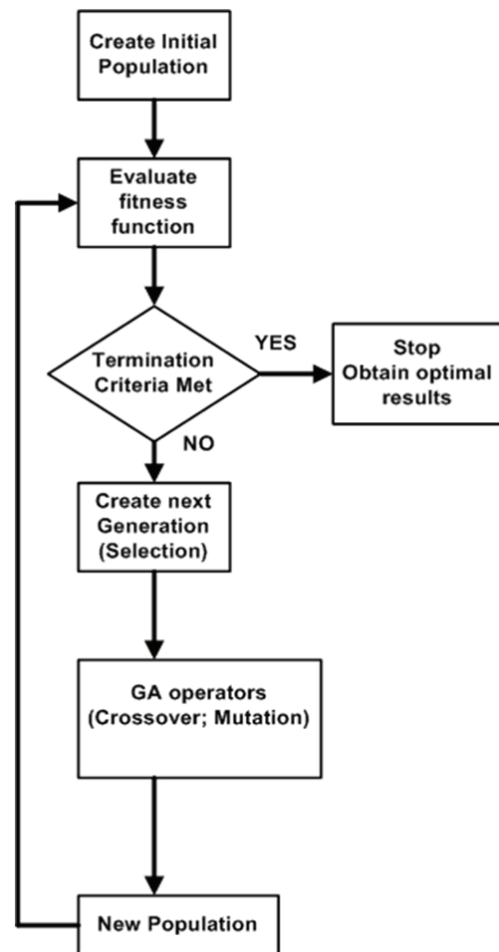 Create Initial
Population
Evaluate
fitness
function
Termination
Criteria Met
YES
Stop
Obtain optimal
results
NO
Create next
Generation
(Selection)
GA operators
(Crossover; Mutation)
New Population